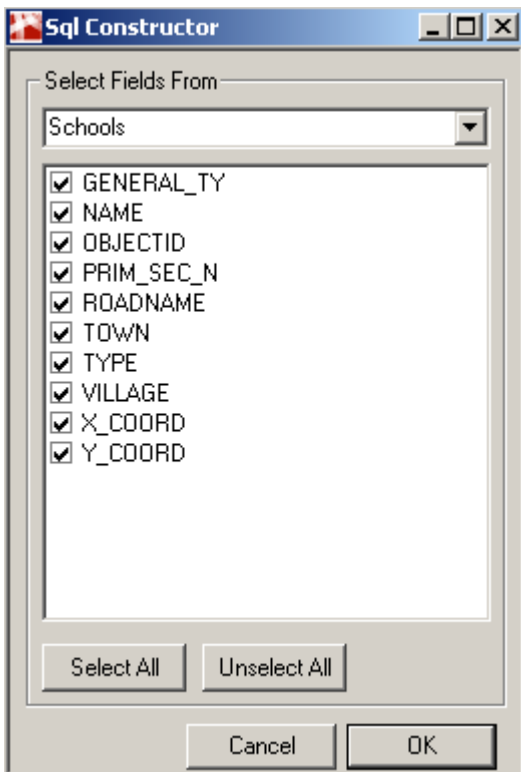 Sql Constructor
Select Fields From
Schools
GENERAL_TY
NAME
OBJECTID
PRIM_SEC_N
ROADNAME
TOWN
TYPE
VILLAGE
X_COORD
Y_COORD
Select All Unselect All
Cancel OK